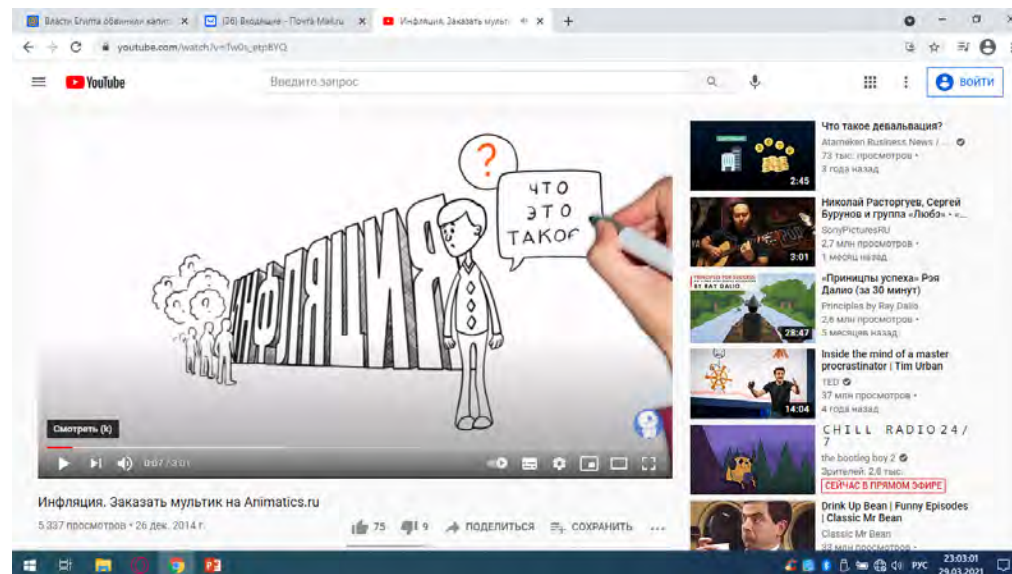 Власти Египта обвинили капит
(26) Входящие - Почта Mail.ru
Инфляция. Заказать мульт
youtube.com/watch?v=
YouTube
Введите запрос
ВОЙТИ
?
ЧТО
ЭТО
ТАКОЕ
ИНФЛЯЦИЯ
Смотреть (k)
0:07 / 3:01
Инфляция. Заказать мультик на Animatics.ru
5 337 просмотров • 26 дек. 2014 г.
75
9
ПОДЕЛИТЬСЯ
СОХРАНИТЬ
...
2:45
Что такое девальвация?
Atameken Business News / ...
73 тыс. просмотров •
3 года назад
3:01
Николай Расторгуев, Сергей
Бурунов и группа «Любэ» • «...
SonyPicturesRU
2,7 млн просмотров •
1 месяц назад
BY RAY DALIO
28:47
«Принципы успеха» Рэя
Далио (за 30 минут)
Principles by Ray Dalio
2,6 млн просмотров •
5 месяцев назад
14:04
Inside the mind of a master
procrastinator | Tim Urban
TED
37 млн просмотров •
4 года назад
CHILL RADIO 24/
7
the bootleg boy 2
Зрителей: 2,6 тыс.
СЕЙЧАС В ПРЯМОМ ЭФИРЕ
Drink Up Bean | Funny Episodes
| Classic Mr Bean
Classic Mr Bean
33 млн просмотров •
РУС
23:03:01
29.03.2021